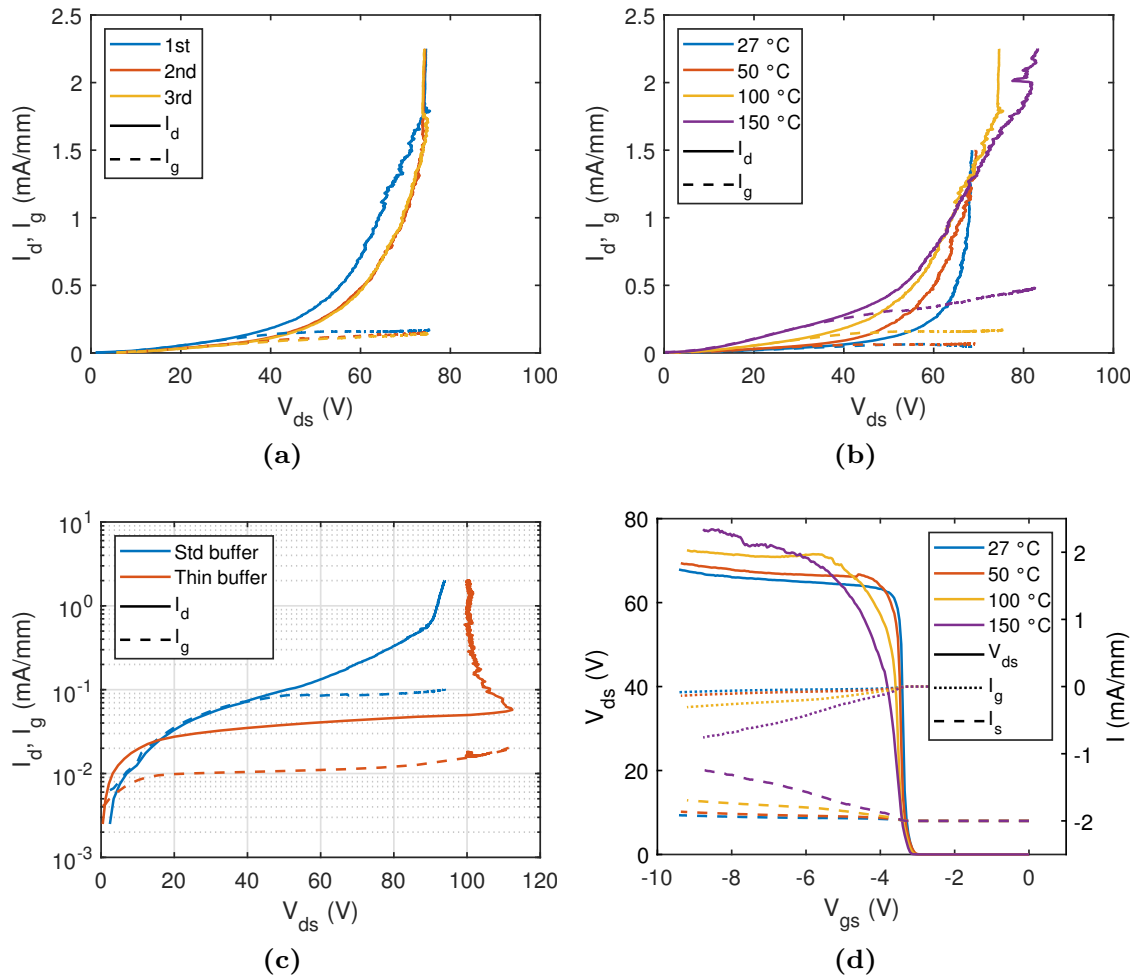 2.5
2
1.5
1
0.5
0
I_d, I_g (mA/mm)
1st
2nd
3rd
I_d
I_g
0 20 40 60 80 100
V_ds (V)
(a)
2.5
2
1.5
1
0.5
0
I_d, I_g (mA/mm)
27 °C
50 °C
100 °C
150 °C
I_d
I_g
0 20 40 60 80 100
V_ds (V)
(b)
10^1
10^0
10^-1
10^-2
10^-3
I_d, I_g (mA/mm)
Std buffer
Thin buffer
I_d
I_g
0 20 40 60 80 100 120
V_ds (V)
(c)
80
60
40
20
0
V_ds (V)
27 °C
50 °C
100 °C
150 °C
V_ds
I_g
I_s
2
1
0
-1
-2
I (mA/mm)
-10 -8 -6 -4 -2 0
V_gs (V)
(d)